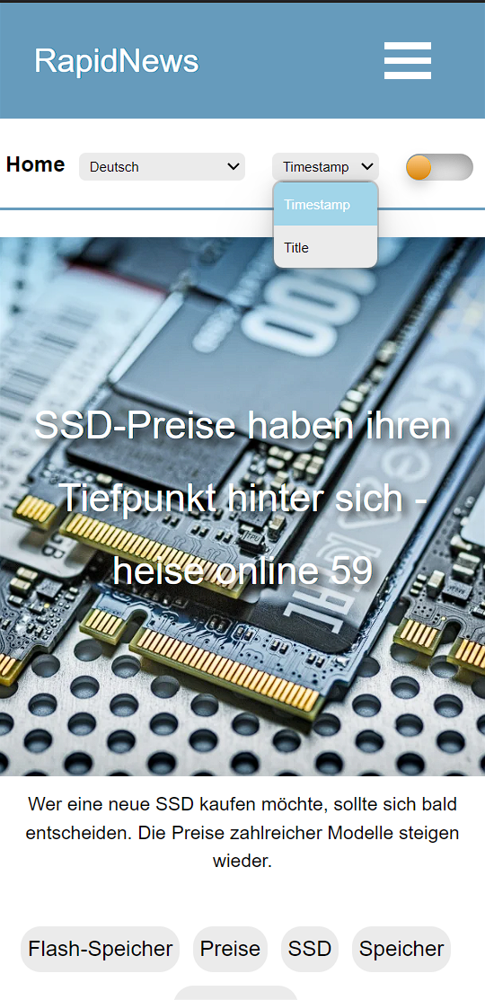 RapidNews
Home Deutsch Timestamp
Timestamp
Title
SSD-Preise haben ihren
Tiefpunkt hinter sich -
heise online 59
Wer eine neue SSD kaufen möchte, sollte sich bald
entscheiden. Die Preise zahlreicher Modelle steigen
wieder.
Flash-Speicher Preise SSD Speicher